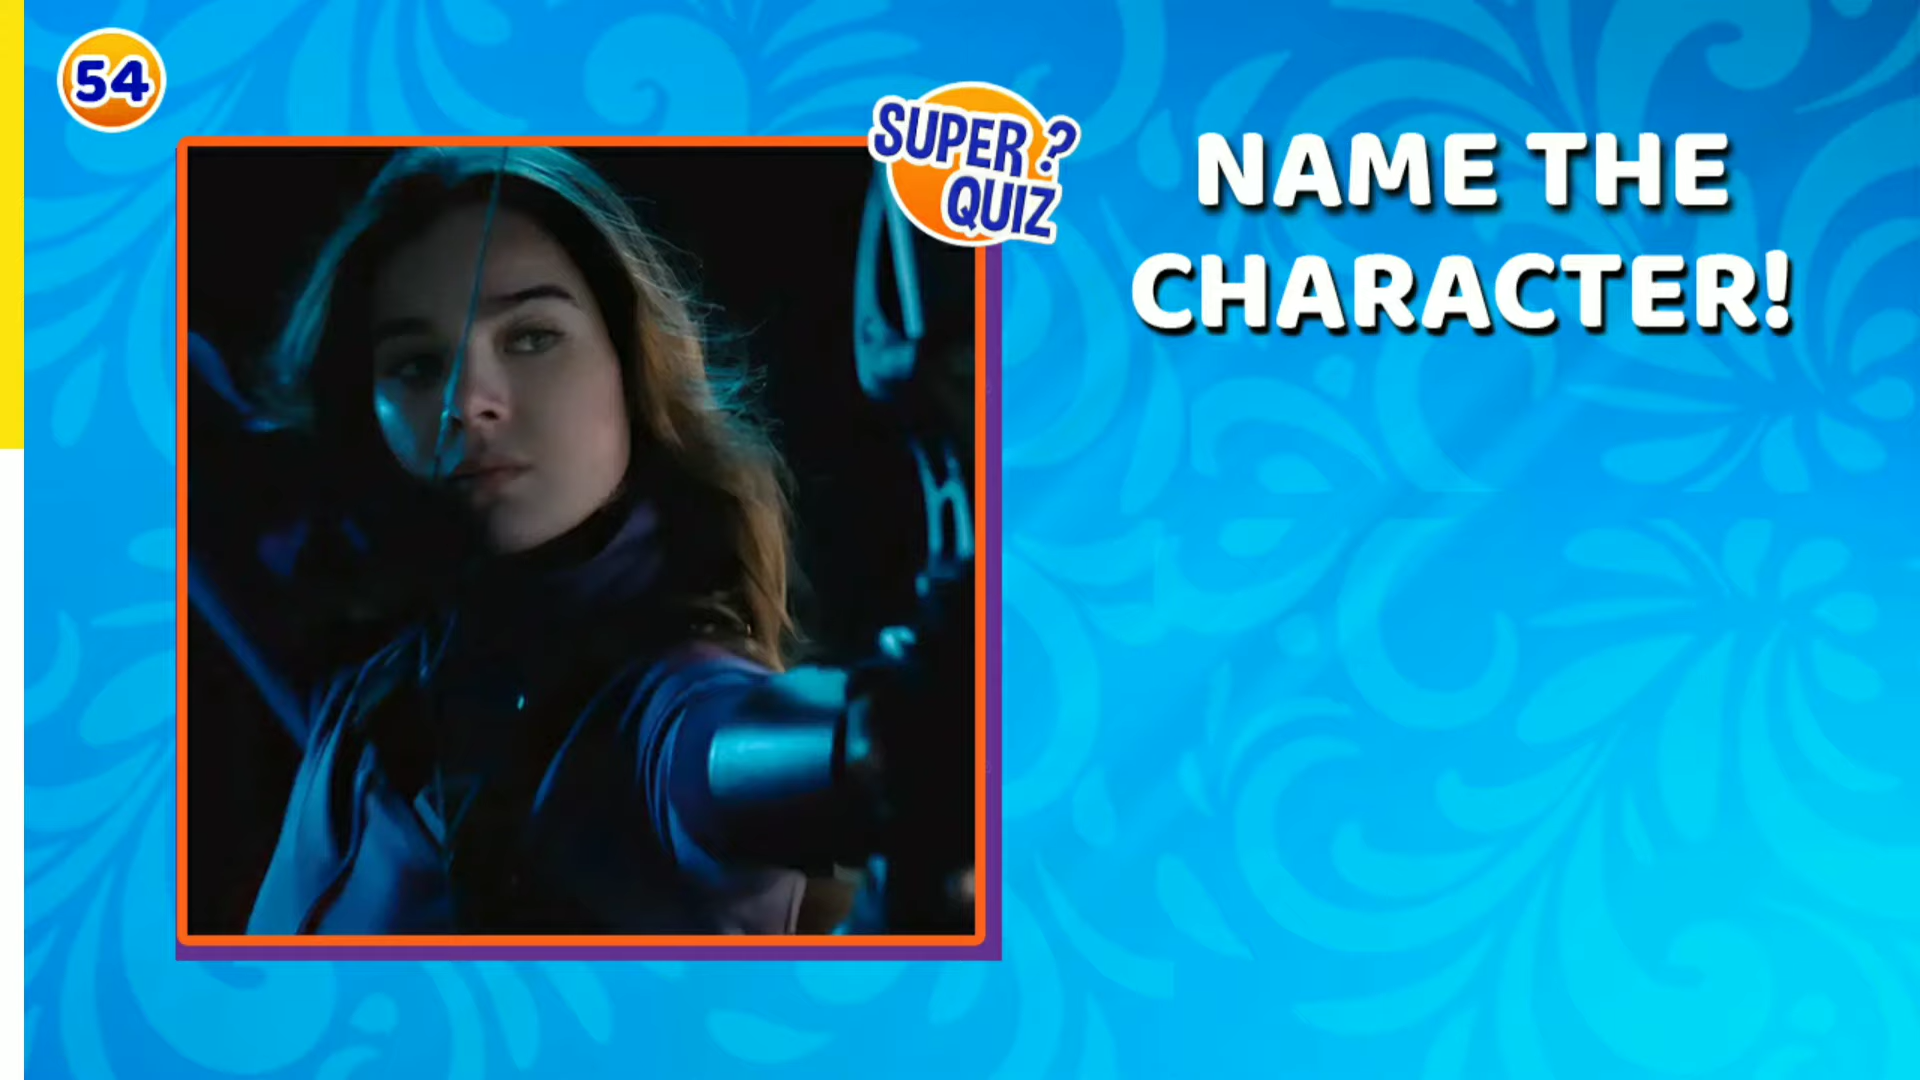 54
SUPER ?
QUIZ
NAME THE
CHARACTER!